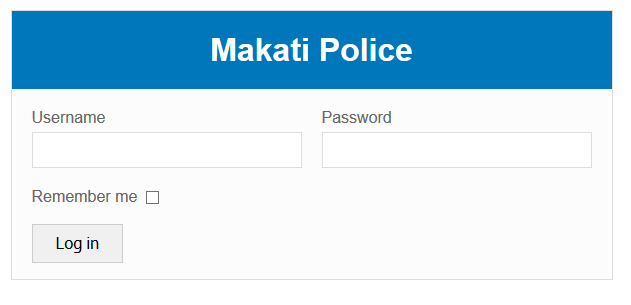 Makati Police
Username Password
Remember me
Log in